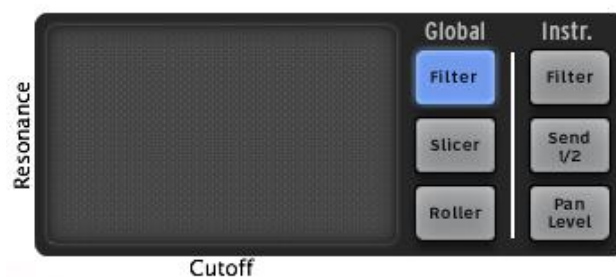 Global Instr.
Resonance
Filter Filter
Slicer Send
1/2
Roller Pan
Level
Cutoff